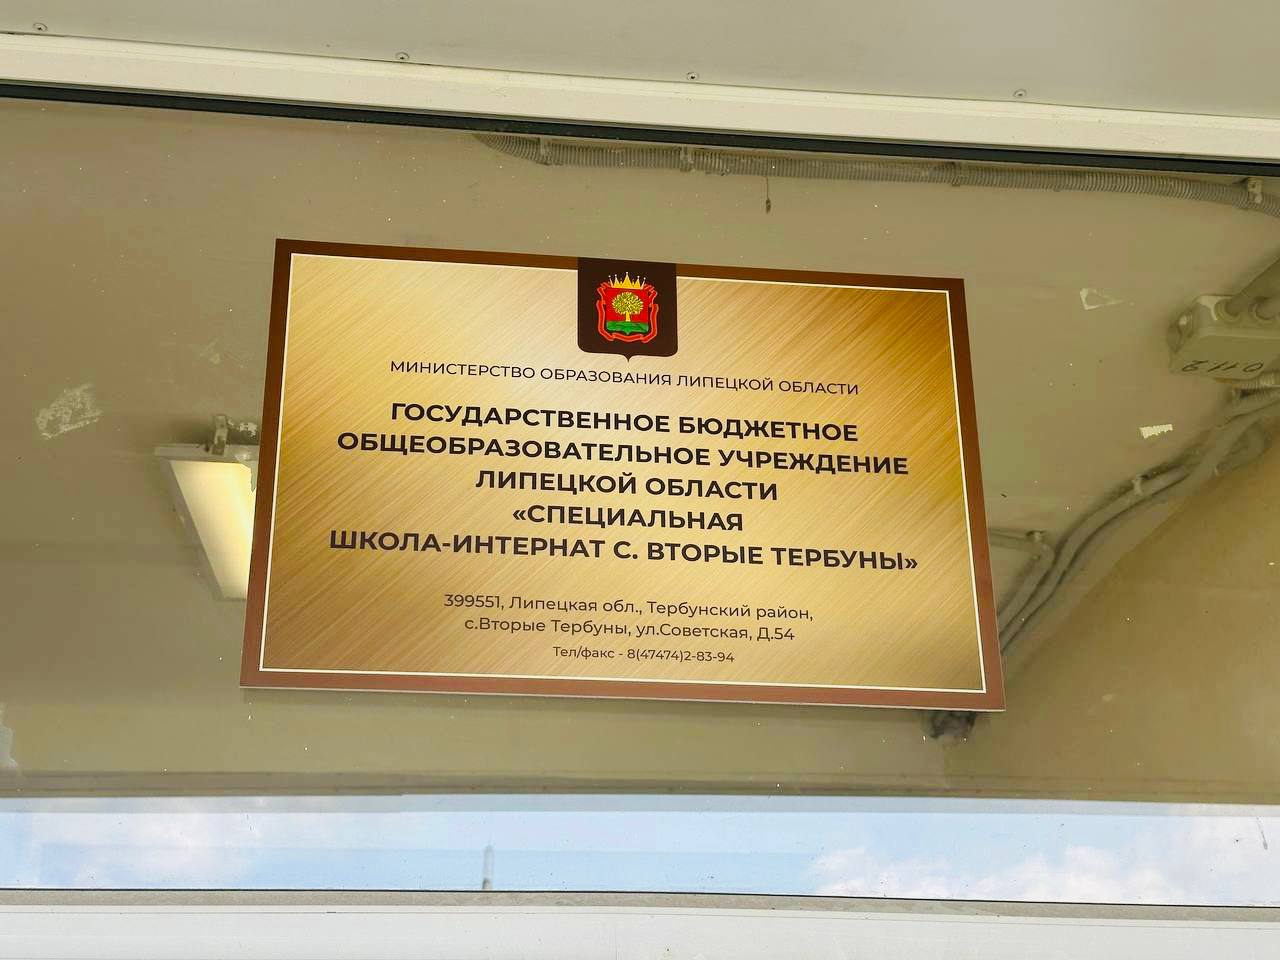 МИНИСТЕРСТВО ОБРАЗОВАНИЯ ЛИПЕЦКОЙ ОБЛАСТИ
ГОСУДАРСТВЕННОЕ БЮДЖЕТНОЕ
ОБЩЕОБРАЗОВАТЕЛЬНОЕ УЧРЕЖДЕНИЕ
ЛИПЕЦКОЙ ОБЛАСТИ
«СПЕЦИАЛЬНАЯ
ШКОЛА-ИНТЕРНАТ С. ВТОРЫЕ ТЕРБУНЫ»
399551, Липецкая обл., Тербунский район,
с.Вторые Тербуны, ул.Советская, Д.54
Тел/факс - 8(47474)2-83-94